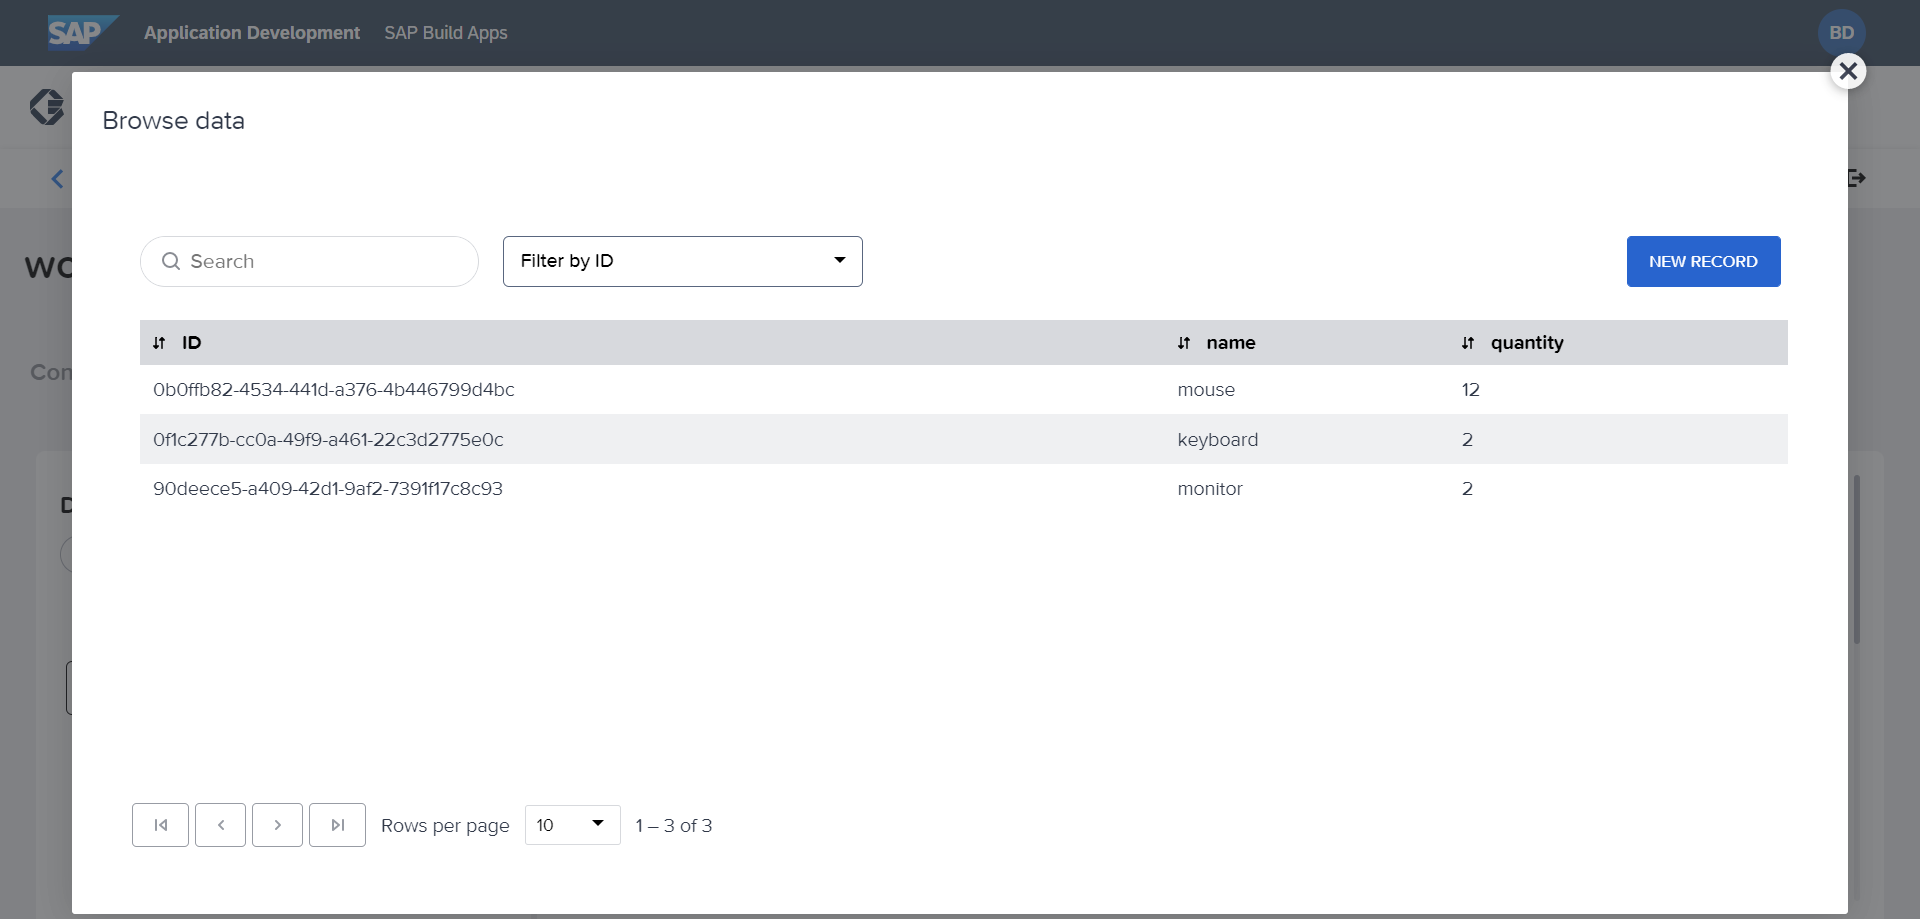 SAP Application Development SAP Build Apps BD
Browse data
Search Filter by ID NEW RECORD
ID name quantity
0b0ffb82-4534-441d-a376-4b446799d4bc mouse 12
0f1c277b-cc0a-49f9-a461-22c3d2775e0c keyboard 2
90deece5-a409-42d1-9af2-7391f17c8c93 monitor 2
Rows per page 10 1 – 3 of 3